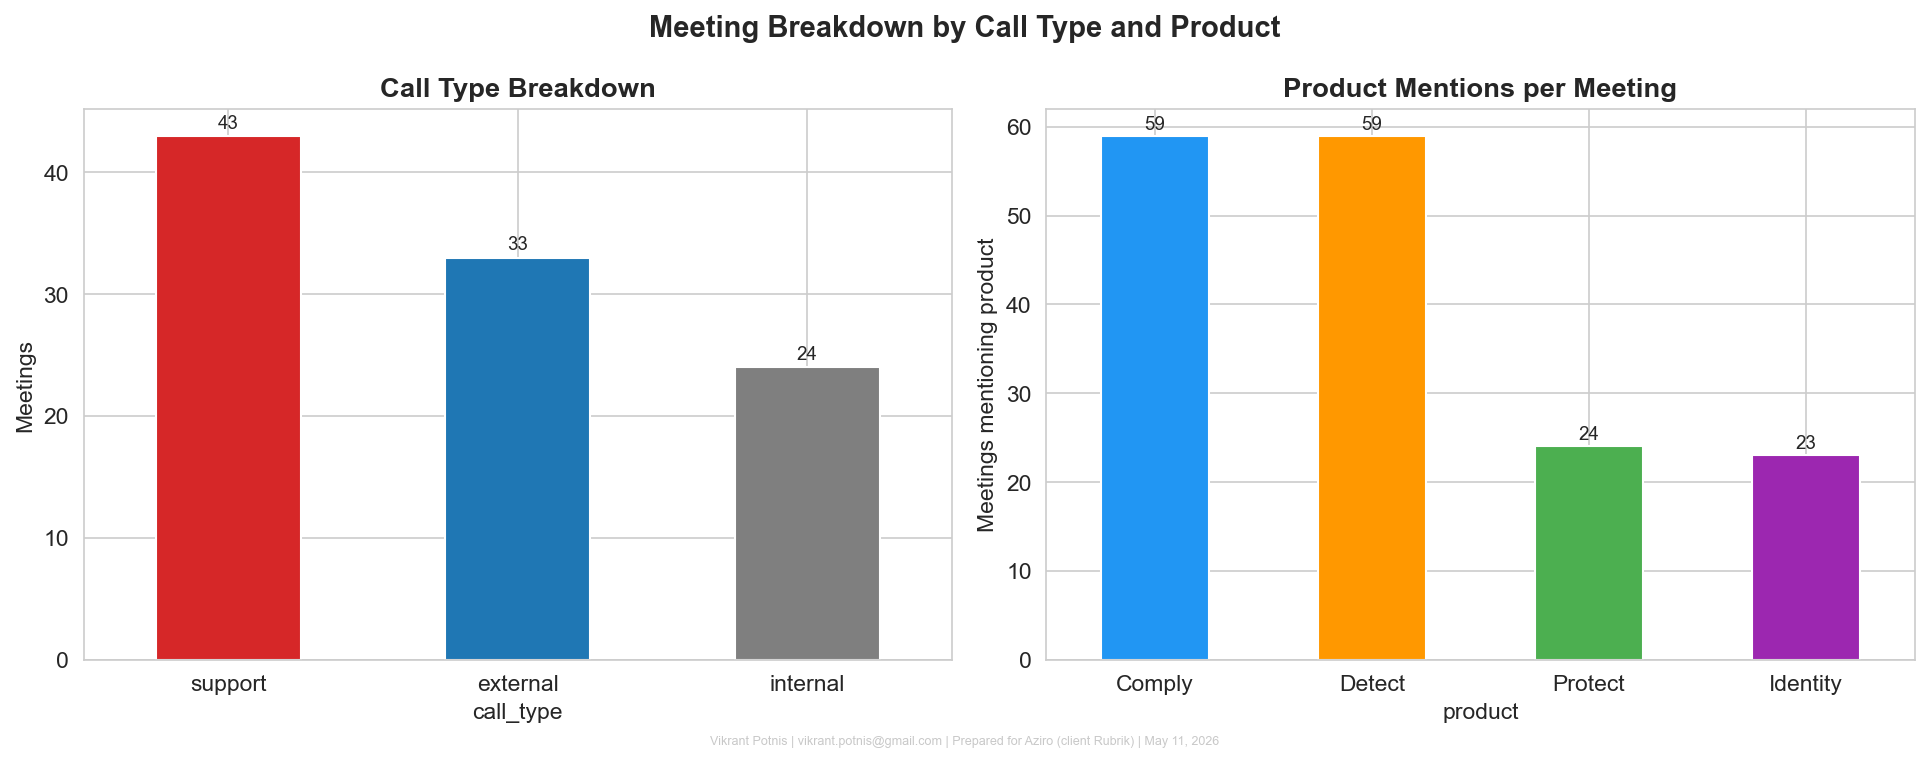 Meeting Breakdown by Call Type and Product
Call Type Breakdown
43
33
24
40
30
20
10
0
Meetings
support external internal
call_type
Product Mentions per Meeting
59 59
24
23
60
50
40
30
20
10
0
Meetings mentioning product
Comply Detect Protect Identity
product
Vikrant Potnis | vikrant.potnis@gmail.com | Prepared for Aziro (client Rubrik) | May 11, 2026